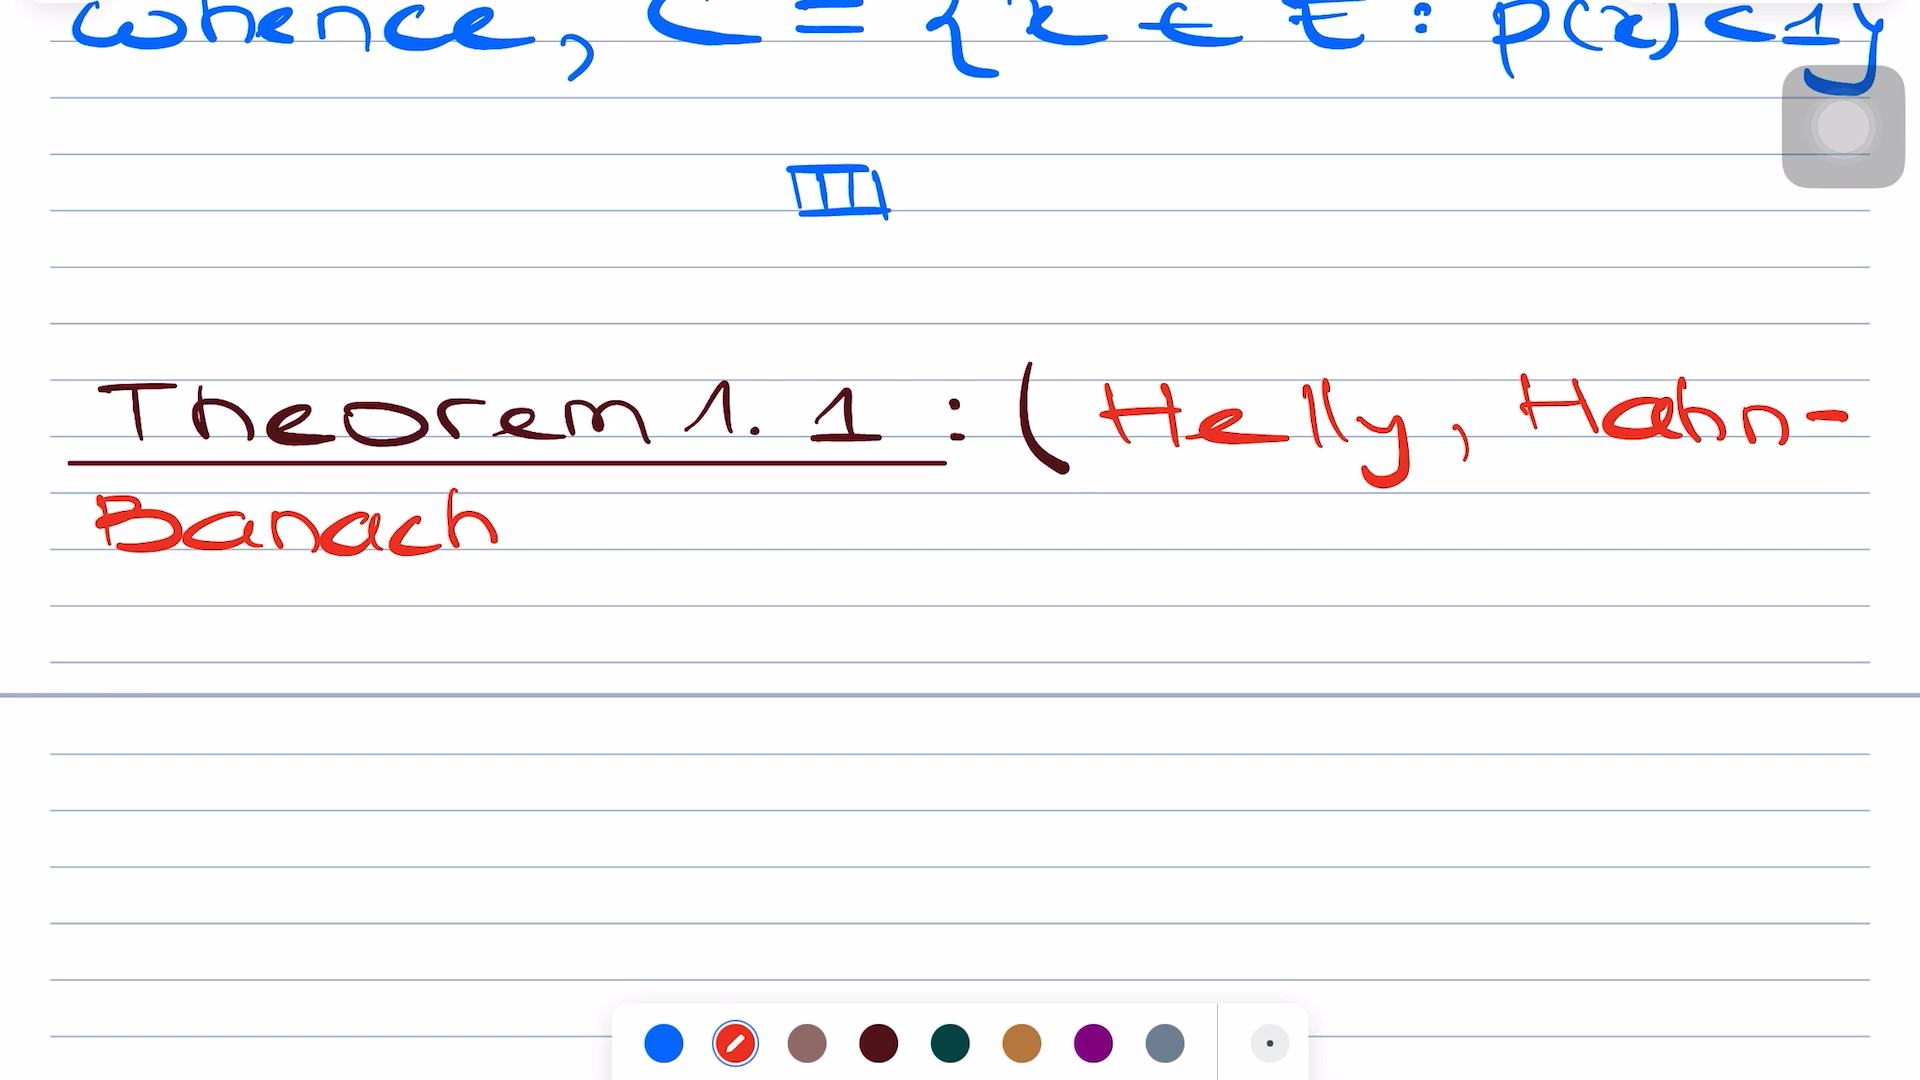 whence, C = {x ∈ E : p(x) < 1}
Theorem 1.1 : ( Helly, Hahn-
Banach